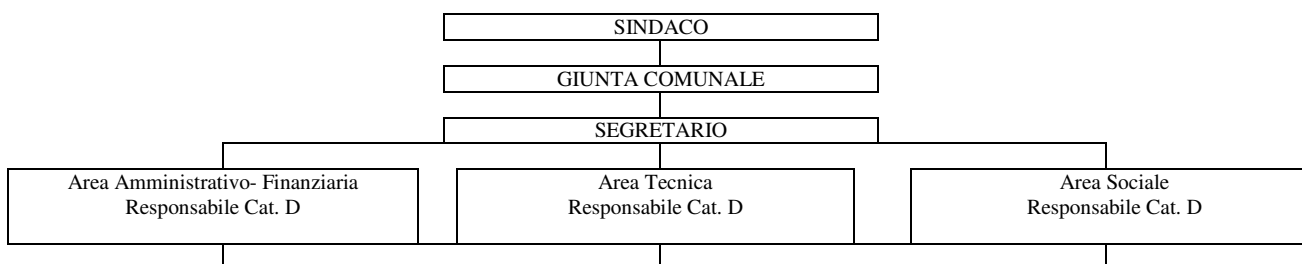 SINDACO
GIUNTA COMUNALE
SEGRETARIO
Area Amministrativo- Finanziaria
Responsabile Cat. D
Area Tecnica
Responsabile Cat. D
Area Sociale
Responsabile Cat. D